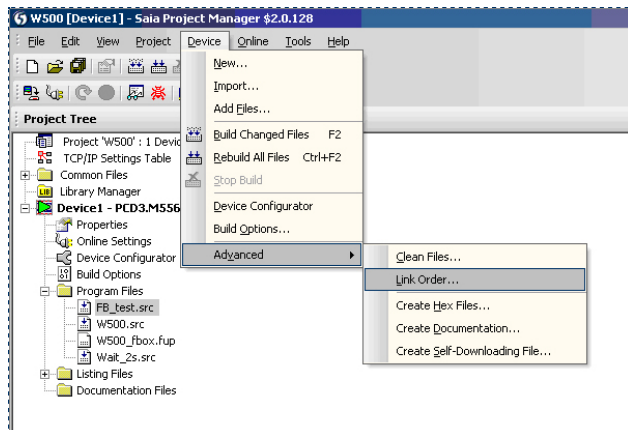 W500 [Device1] - Saia Project Manager $2.0.128
File Edit View Project Device Online Tools Help
New...
Import...
Add Files...
Build Changed Files F2
Rebuild All Files Ctrl+F2
Stop Build
Device Configurator
Build Options...
Advanced
Clean Files...
Link Order...
Create Hex Files...
Create Documentation...
Create Self-Downloading File...
Project Tree
Project 'W500' : 1 Devic
TCP/IP Settings Table
Common Files
Library Manager
Device1 - PCD3.M556
Properties
Online Settings
Device Configurator
Build Options
Program Files
FB_test.src
W500.src
W500_fbox.fup
Wait_2s.src
Listing Files
Documentation Files